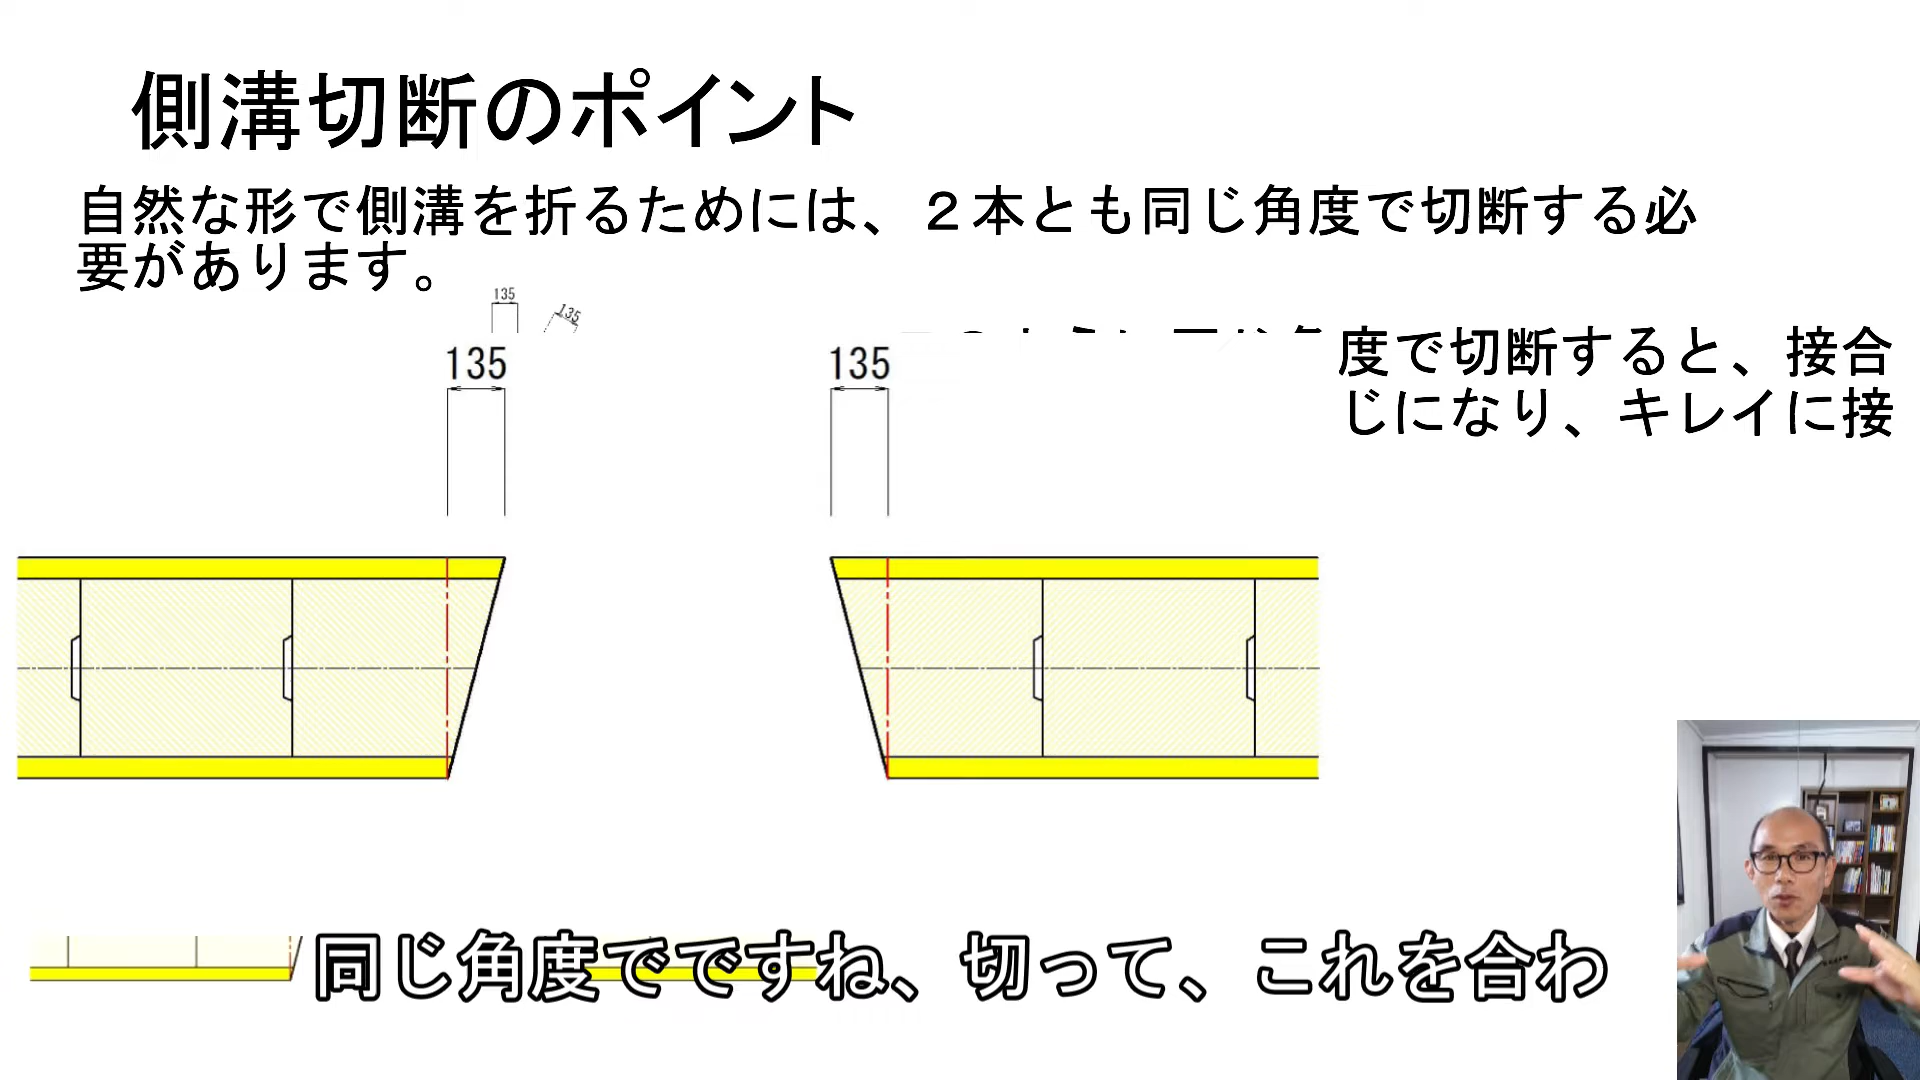 側溝切断のポイント
自然な形で側溝を折るためには、２本とも同じ角度で切断する必
要があります。
135
135
135
135
度で切断すると、接合
じになり、キレイに接
同じ角度でですね、切って、これを合わ